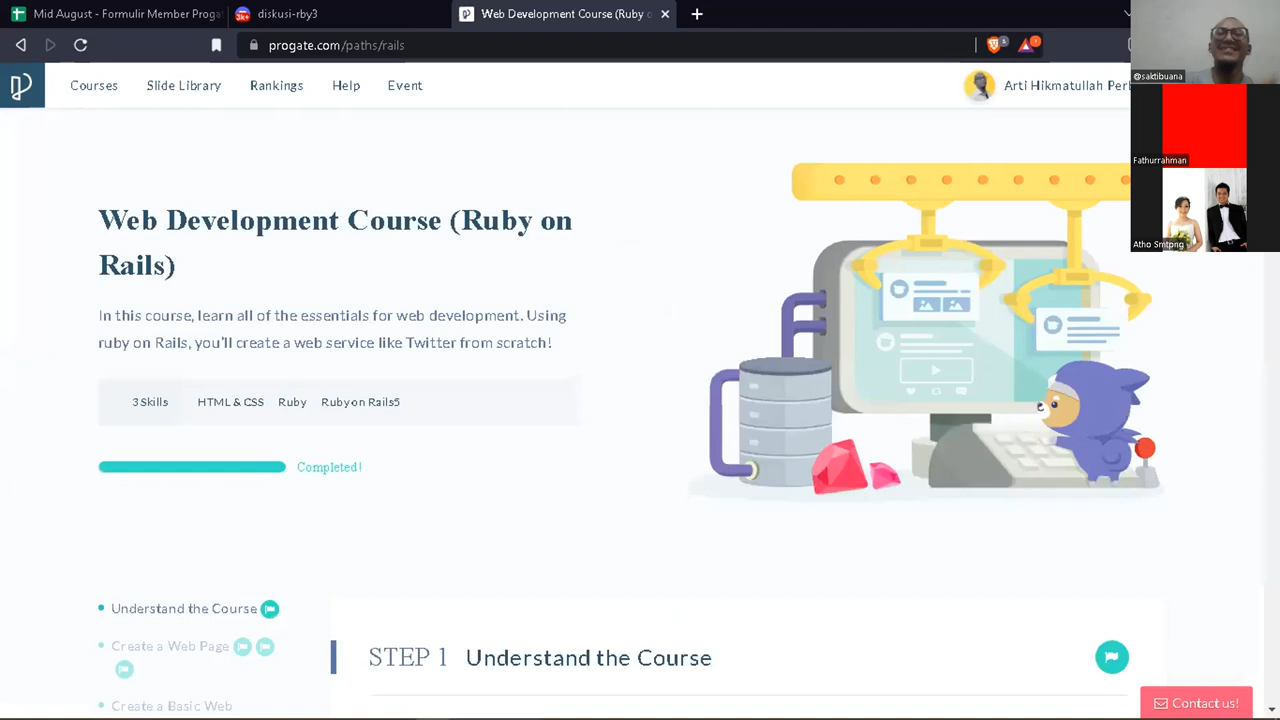 Mid August - Formulir Member Proga
diskusi-rby3
Web Development Course (Ruby o
progate.com/paths/rails
Courses
Slide Library
Rankings
Help
Event
Arti Hikmatullah Per
@saktibuana
Fathurrahman
Atho Smtpng
Web Development Course (Ruby on
Rails)
In this course, learn all of the essentials for web development. Using
ruby on Rails, you'll create a web service like Twitter from scratch!
3 Skills
HTML & CSS
Ruby
Ruby on Rails5
Completed!
Understand the Course
Create a Web Page
Create a Basic Web
STEP 1 Understand the Course
Contact us!